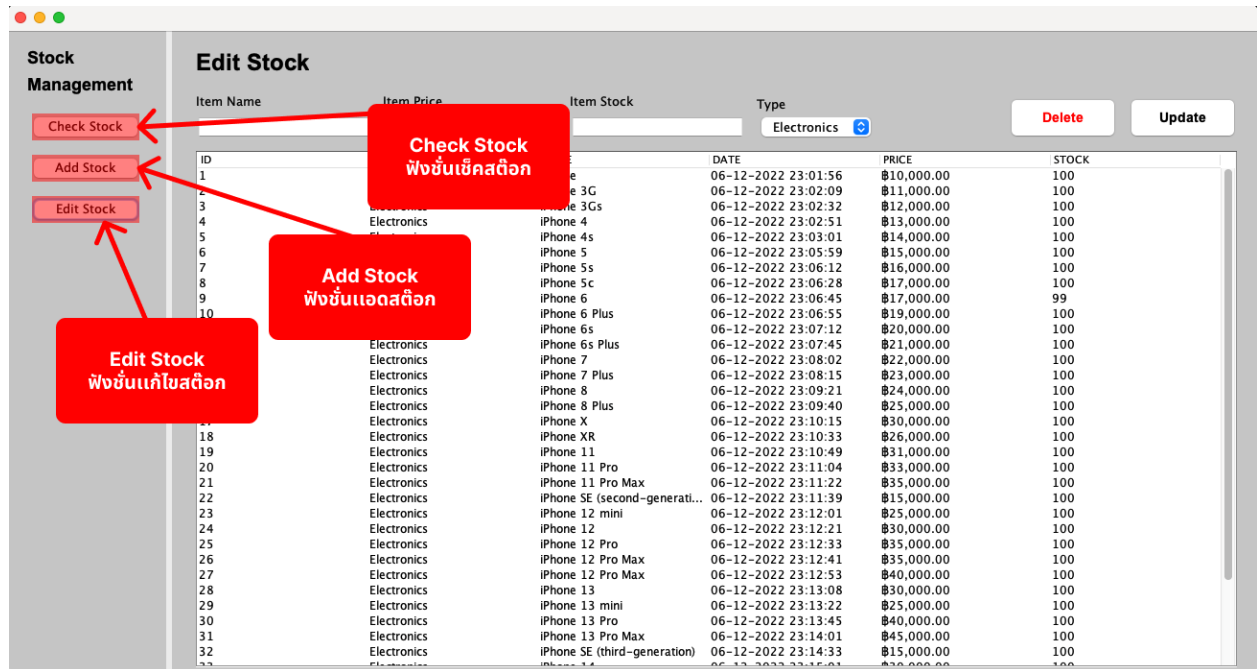 Stock
Management
Check Stock
Add Stock
Edit Stock
Edit Stock
Item Name Item Price Item Stock Type
Electronics
Delete
Update
Check Stock
ฟังชั่นเช็คสต๊อก
Add Stock
ฟังชั่นแอดสต๊อก
Edit Stock
ฟังชั่นแก้ไขสต๊อก
ID DATE PRICE STOCK
1 06-12-2022 23:01:56 ฿10,000.00 100
2 3G 06-12-2022 23:02:09 ฿11,000.00 100
3 3Gs 06-12-2022 23:02:32 ฿12,000.00 100
4 Electronics iPhone 4 06-12-2022 23:02:51 ฿13,000.00 100
5 iPhone 4s 06-12-2022 23:03:01 ฿14,000.00 100
6 iPhone 5 06-12-2022 23:05:59 ฿15,000.00 100
7 iPhone 5s 06-12-2022 23:06:12 ฿16,000.00 100
8 iPhone 5c 06-12-2022 23:06:28 ฿17,000.00 100
9 iPhone 6 06-12-2022 23:06:45 ฿17,000.00 99
10 iPhone 6 Plus 06-12-2022 23:06:55 ฿19,000.00 100
iPhone 6s 06-12-2022 23:07:12 ฿20,000.00 100
Electronics iPhone 6s Plus 06-12-2022 23:07:45 ฿21,000.00 100
Electronics iPhone 7 06-12-2022 23:08:02 ฿22,000.00 100
Electronics iPhone 7 Plus 06-12-2022 23:08:15 ฿23,000.00 100
Electronics iPhone 8 06-12-2022 23:09:21 ฿24,000.00 100
Electronics iPhone 8 Plus 06-12-2022 23:09:40 ฿25,000.00 100
17 Electronics iPhone X 06-12-2022 23:10:15 ฿30,000.00 100
18 Electronics iPhone XR 06-12-2022 23:10:33 ฿26,000.00 100
19 Electronics iPhone 11 06-12-2022 23:10:49 ฿31,000.00 100
20 Electronics iPhone 11 Pro 06-12-2022 23:11:04 ฿33,000.00 100
21 Electronics iPhone 11 Pro Max 06-12-2022 23:11:22 ฿35,000.00 100
22 Electronics iPhone SE (second-generati... 06-12-2022 23:11:39 ฿15,000.00 100
23 Electronics iPhone 12 mini 06-12-2022 23:12:01 ฿25,000.00 100
24 Electronics iPhone 12 06-12-2022 23:12:21 ฿30,000.00 100
25 Electronics iPhone 12 Pro 06-12-2022 23:12:33 ฿35,000.00 100
26 Electronics iPhone 12 Pro Max 06-12-2022 23:12:41 ฿35,000.00 100
27 Electronics iPhone 12 Pro Max 06-12-2022 23:12:53 ฿40,000.00 100
28 Electronics iPhone 13 06-12-2022 23:13:08 ฿30,000.00 100
29 Electronics iPhone 13 mini 06-12-2022 23:13:22 ฿25,000.00 100
30 Electronics iPhone 13 Pro 06-12-2022 23:13:45 ฿40,000.00 100
31 Electronics iPhone 13 Pro Max 06-12-2022 23:14:01 ฿45,000.00 100
32 Electronics iPhone SE (third-generation) 06-12-2022 23:14:33 ฿15,000.00 100